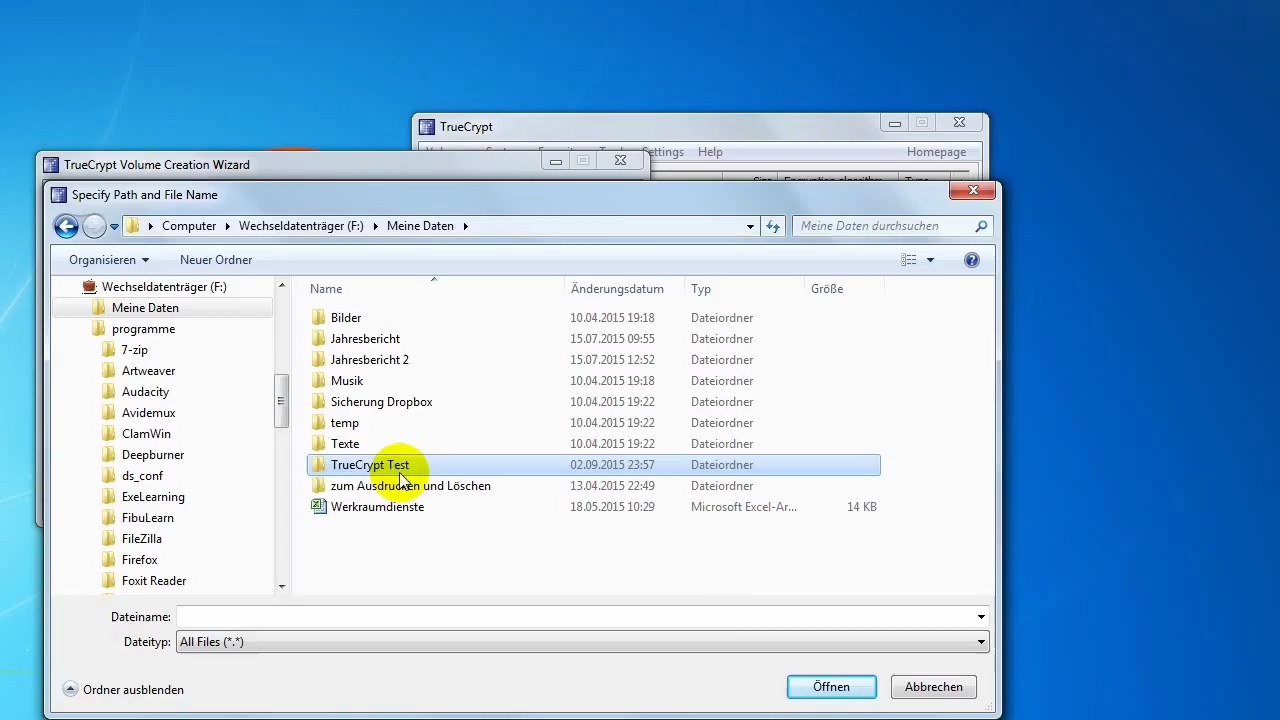 TrueCrypt
Settings Help Homepage
TrueCrypt Volume Creation Wizard
Specify Path and File Name
Computer Wechseldatenträger (F:) Meine Daten
Meine Daten durchsuchen
Organisieren Neuer Ordner
Wechseldatenträger (F:)
Meine Daten
programme
7-zip
Artweaver
Audacity
Avidemux
ClamWin
Deepburner
ds_conf
ExeLearning
FibuLearn
FileZilla
Firefox
Foxit Reader
Name Änderungsdatum Typ Größe
Bilder 10.04.2015 19:18 Dateiordner
Jahresbericht 15.07.2015 09:55 Dateiordner
Jahresbericht 2 15.07.2015 12:52 Dateiordner
Musik 10.04.2015 19:18 Dateiordner
Sicherung Dropbox 10.04.2015 19:22 Dateiordner
temp 10.04.2015 19:22 Dateiordner
Texte 10.04.2015 19:22 Dateiordner
TrueCrypt Test 02.09.2015 23:57 Dateiordner
zum Ausdrucken und Löschen 13.04.2015 22:49 Dateiordner
Werkraumdienste 18.05.2015 10:29 Microsoft Excel-Ar... 14 KB
Dateiname:
Dateityp: All Files (*.*)
Ordner ausblenden
Öffnen Abbrechen